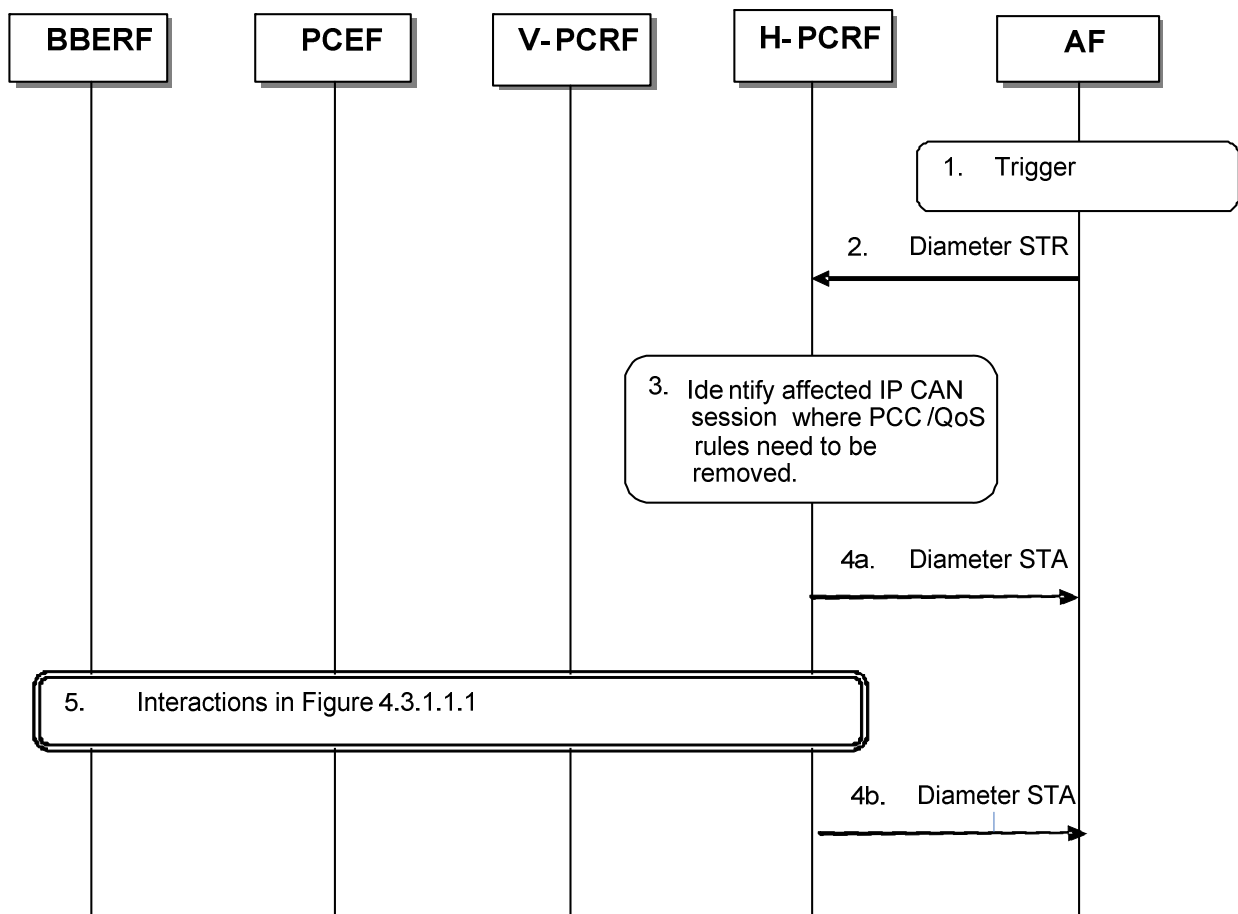 BBERF
PCEF
V-PCRF
H-PCRF
AF
1. Trigger
2. Diameter STR
3. Ide ntify affected IP CAN
session where PCC /QoS
rules need to be
removed.
4a. Diameter STA
5. Interactions in Figure 4.3.1.1.1
4b. Diameter STA